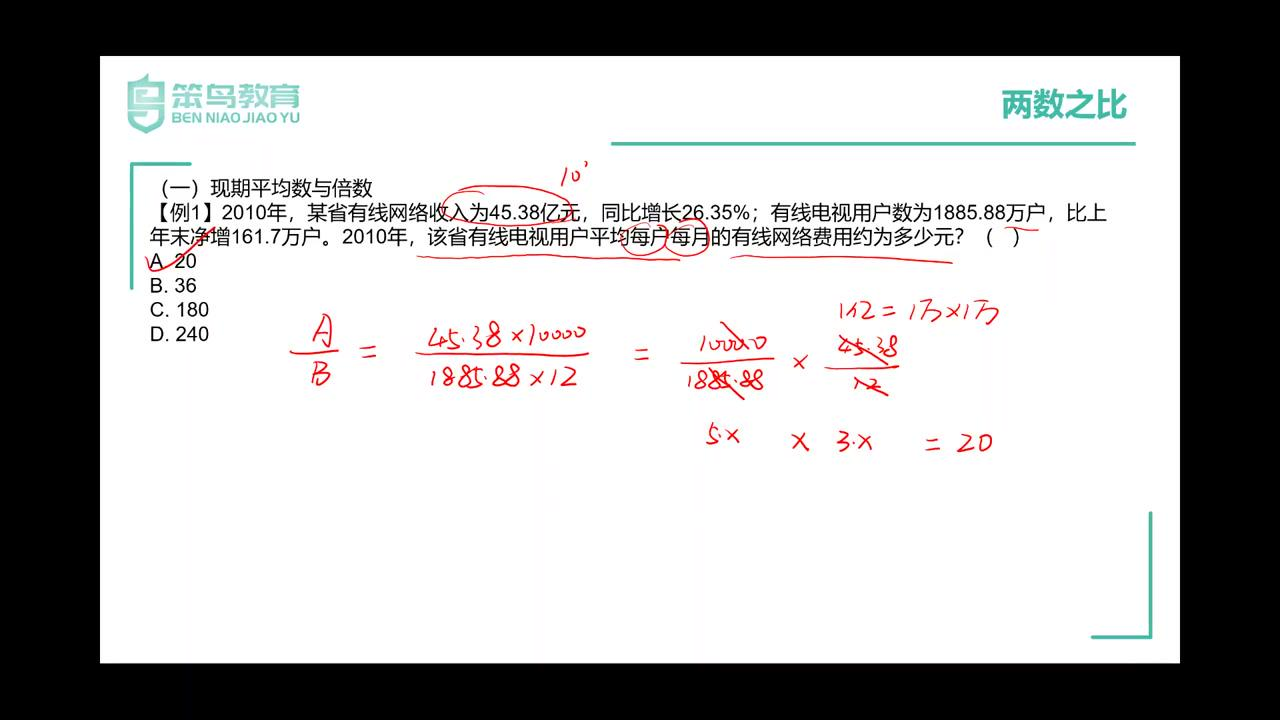 笨鸟教育
BEN NIAO JIAO YU
两数之比
（一）现期平均数与倍数
【例1】2010年，某省有线网络收入为45.38亿元，同比增长26.35%；有线电视用户数为1885.88万户，比上
年末净增161.7万户。2010年，该省有线电视用户平均每户每月的有线网络费用约为多少元？（ ）
A. 20
B. 36
C. 180
D. 240
1亿=1万×1万
A/B = 45.38×10000/1885.88×12 = 10000/1885.88 × 45.38/12
5.x × 3.x = 20